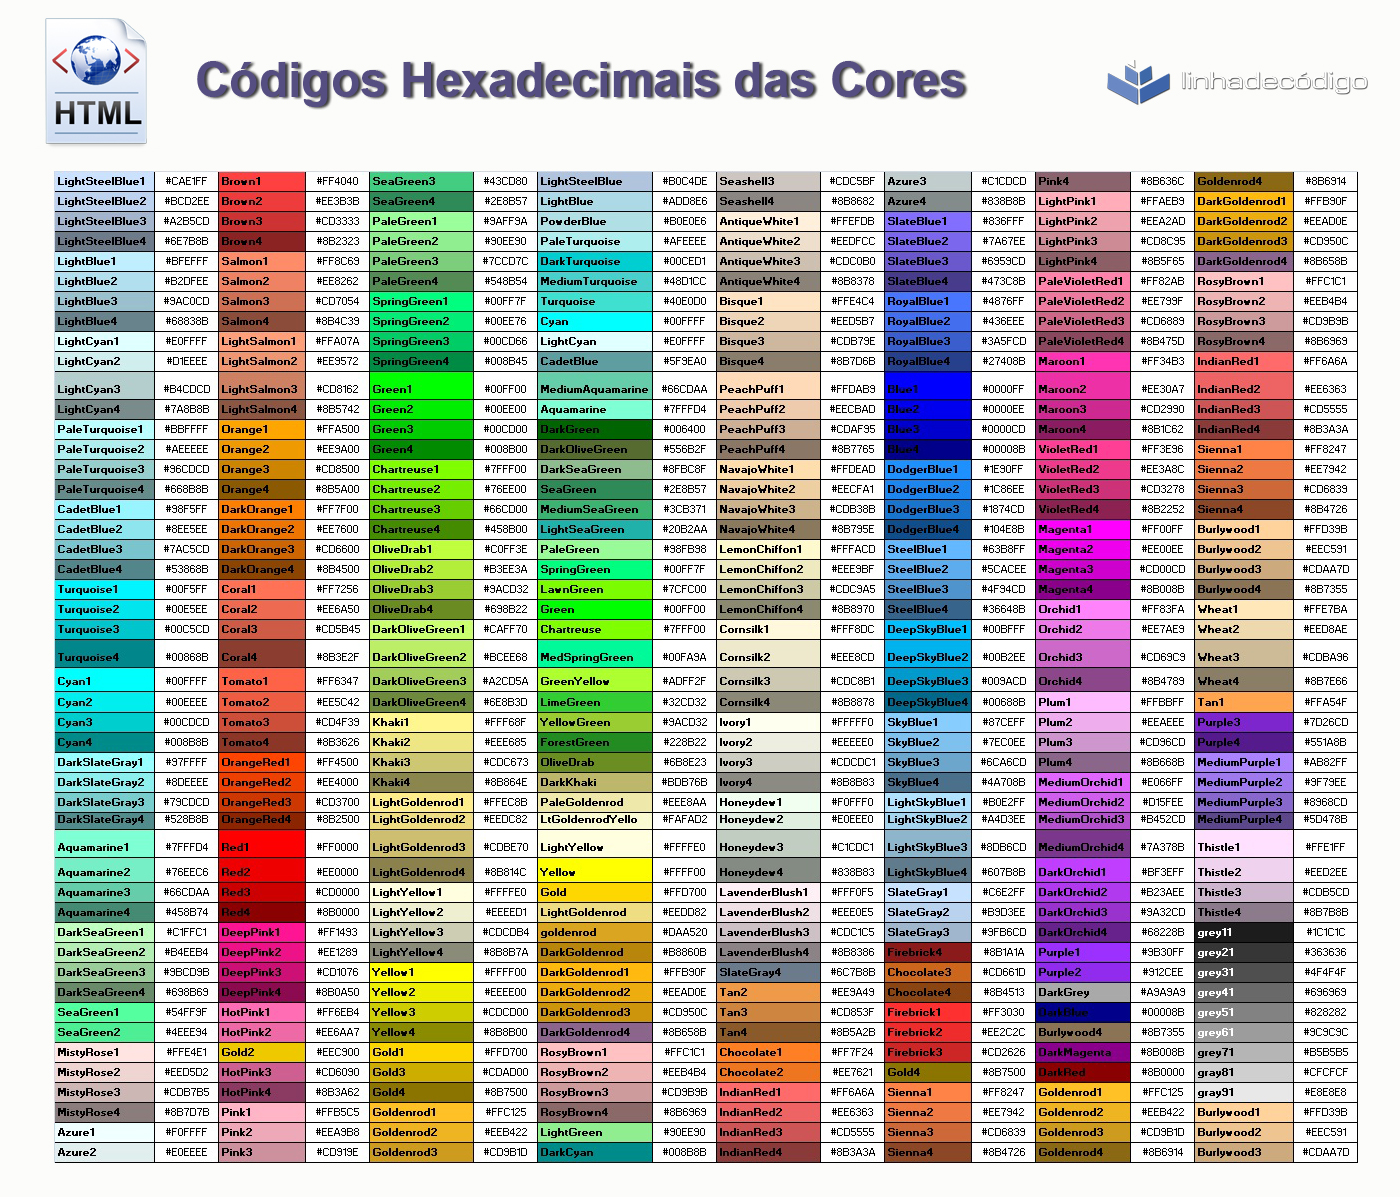 HTML
Códigos Hexadecimais das Cores
linhadecódigo
LightSteelBlue1 #CAE1FF Brown1 #FF4040 SeaGreen3 #43CD80 LightSteelBlue #B0C4DE Seashell3 #CDC5BF Azure3 #C1CDCD Pink4 #8B636C Goldenrod4 #8B6914
LightSteelBlue2 #BCD2EE Brown2 #EE3B3B SeaGreen4 #2E8B57 LightBlue #ADD8E6 Seashell4 #8B8682 Azure4 #838B8B LightPink1 #FFAEB9 DarkGoldenrod1 #FFB90F
LightSteelBlue3 #A2B5CD Brown3 #CD3333 PaleGreen1 #9AFF9A PowderBlue #B0E0E6 AntiqueWhite1 #FFEFDB SlateBlue1 #836FFF LightPink2 #EEA2AD DarkGoldenrod2 #EEAD0E
LightSteelBlue4 #6E7B8B Brown4 #8B2323 PaleGreen2 #90EE90 PaleTurquoise #AFEEEE AntiqueWhite2 #EEDFCC SlateBlue2 #7A67EE LightPink3 #CD8C95 DarkGoldenrod3 #CD950C
LightBlue1 #BFEFFF Salmon1 #FF8C69 PaleGreen3 #7CCD7C DarkTurquoise #00CED1 AntiqueWhite3 #CDC0B0 SlateBlue3 #6959CD LightPink4 #8B5F65 DarkGoldenrod4 #8B658B
LightBlue2 #B2DFEE Salmon2 #EE8262 PaleGreen4 #548B54 MediumTurquoise #48D1CC AntiqueWhite4 #8B8378 SlateBlue4 #473C8B PaleVioletRed1 #FF82AB RosyBrown1 #FFC1C1
LightBlue3 #9AC0CD Salmon3 #CD7054 SpringGreen1 #00FF7F Turquoise #40E0D0 Bisque1 #FFE4C4 RoyalBlue1 #4876FF PaleVioletRed2 #EE799F RosyBrown2 #EEB4B4
LightBlue4 #68838B Salmon4 #8B4C39 SpringGreen2 #00EE76 Cyan #00FFFF Bisque2 #EED5B7 RoyalBlue2 #436EEE PaleVioletRed3 #CD6889 RosyBrown3 #CD9B9B
LightCyan1 #E0FFFF LightSalmon1 #FFA07A SpringGreen3 #00CD66 LightCyan #E0FFFF Bisque3 #CDB79E RoyalBlue3 #3A5FCD PaleVioletRed4 #8B475D RosyBrown4 #8B6969
LightCyan2 #D1EEEE LightSalmon2 #EE9572 SpringGreen4 #008B45 CadetBlue #5F9EA0 Bisque4 #8B7D6B RoyalBlue4 #27408B Maroon1 #FF34B3 IndianRed1 #FF6A6A
LightCyan3 #B4CDCD LightSalmon3 #CD8162 Green1 #00FF00 MediumAquamarine #66CDAA PeachPuff1 #FFDAB9 Blue1 #0000FF Maroon2 #EE30A7 IndianRed2 #EE6363
LightCyan4 #7A8B8B LightSalmon4 #8B5742 Green2 #00EE00 Aquamarine #7FFFD4 PeachPuff2 #EECBAD Blue2 #0000EE Maroon3 #CD2990 IndianRed3 #CD5555
PaleTurquoise1 #BBFFFF Orange1 #FFA500 Green3 #00CD00 DarkGreen #006400 PeachPuff3 #CDAF95 Blue3 #0000CD Maroon4 #8B1C62 IndianRed4 #8B3A3A
PaleTurquoise2 #AEEEEE Orange2 #EE9A00 Green4 #008B00 DarkOliveGreen #556B2F PeachPuff4 #8B7765 Blue4 #00008B VioletRed1 #FF3E96 Sienna1 #FF8247
PaleTurquoise3 #96CDCD Orange3 #CD8500 Chartreuse1 #7FFF00 DarkSeaGreen #8FBC8F NavajoWhite1 #FFDEAD DodgerBlue1 #1E90FF VioletRed2 #EE3A8C Sienna2 #EE7942
PaleTurquoise4 #668B8B Orange4 #8B5A00 Chartreuse2 #76EE00 SeaGreen #2E8B57 NavajoWhite2 #EECFA1 DodgerBlue2 #1C86EE VioletRed3 #CD3278 Sienna3 #CD6839
CadetBlue1 #98F5FF DarkOrange1 #FF7F00 Chartreuse3 #66CD00 MediumSeaGreen #3CB371 NavajoWhite3 #CDB38B DodgerBlue3 #1874CD VioletRed4 #8B2252 Sienna4 #8B4726
CadetBlue2 #8EE5EE DarkOrange2 #EE7600 Chartreuse4 #458B00 LightSeaGreen #20B2AA NavajoWhite4 #8B795E DodgerBlue4 #104E8B Magenta1 #FF00FF Burlywood1 #FFD39B
CadetBlue3 #7AC5CD DarkOrange3 #CD6600 OliveDrab1 #C0FF3E PaleGreen #98FB98 LemonChiffon1 #FFFACD SteelBlue1 #63B8FF Magenta2 #EE00EE Burlywood2 #EEC591
CadetBlue4 #53868B DarkOrange4 #8B4500 OliveDrab2 #B3EE3A SpringGreen #00FF7F LemonChiffon2 #EEE9BF SteelBlue2 #5CACEE Magenta3 #CD00CD Burlywood3 #CDAA7D
Turquoise1 #00F5FF Coral1 #FF7256 OliveDrab3 #9ACD32 LawnGreen #7CFC00 LemonChiffon3 #CDC9A5 SteelBlue3 #4F94CD Magenta4 #8B008B Burlywood4 #8B7355
Turquoise2 #00E5EE Coral2 #EE6A50 OliveDrab4 #698B22 Green #00FF00 LemonChiffon4 #8B8970 SteelBlue4 #36648B Orchid1 #FF83FA Wheat1 #FFE7BA
Turquoise3 #00C5CD Coral3 #CD5B45 DarkOliveGreen1 #CAFF70 Chartreuse #7FFF00 Cornsilk1 #FFF8DC DeepSkyBlue1 #00BFFF Orchid2 #EE7AE9 Wheat2 #EED8AE
Turquoise4 #00868B Coral4 #8B3E2F DarkOliveGreen2 #BCEE68 MedSpringGreen #00FA9A Cornsilk2 #EEE8CD DeepSkyBlue2 #00B2EE Orchid3 #CD69C9 Wheat3 #CDBA96
Cyan1 #00FFFF Tomato1 #FF6347 DarkOliveGreen3 #A2CD5A GreenYellow #ADFF2F Cornsilk3 #CDC8B1 DeepSkyBlue3 #009ACD Orchid4 #8B4789 Wheat4 #8B7E66
Cyan2 #00EEEE Tomato2 #EE5C42 DarkOliveGreen4 #6E8B3D LimeGreen #32CD32 Cornsilk4 #8B8878 DeepSkyBlue4 #00688B Plum1 #FFBBFF Tan1 #FFA54F
Cyan3 #00CDCD Tomato3 #CD4F39 Khaki1 #FFF68F YellowGreen #9ACD32 Ivory1 #FFFFF0 SkyBlue1 #87CEFF Plum2 #EEAEEE Purple3 #7D26CD
Cyan4 #008B8B Tomato4 #8B3626 Khaki2 #EEE685 ForestGreen #228B22 Ivory2 #EEEEE0 SkyBlue2 #7EC0EE Plum3 #CD96CD Purple4 #551A8B
DarkSlateGray1 #97FFFF OrangeRed1 #FF4500 Khaki3 #CDC673 OliveDrab #6B8E23 Ivory3 #CDCDC1 SkyBlue3 #6CA6CD Plum4 #8B668B MediumPurple1 #AB82FF
DarkSlateGray2 #8DEEEE OrangeRed2 #EE4000 Khaki4 #8B864E DarkKhaki #BDB76B Ivory4 #8B8B83 SkyBlue4 #4A708B MediumOrchid1 #E066FF MediumPurple2 #9F79EE
DarkSlateGray3 #79CDCD OrangeRed3 #CD3700 LightGoldenrod1 #FFEC8B PaleGoldenrod #EEE8AA Honeydew1 #F0FFF0 LightSkyBlue1 #B0E2FF MediumOrchid2 #D15FEE MediumPurple3 #8968CD
DarkSlateGray4 #528B8B OrangeRed4 #8B2500 LightGoldenrod2 #EEDC82 LtGoldenrodYello #FAFAD2 Honeydew2 #E0EEE0 LightSkyBlue2 #A4D3EE MediumOrchid3 #B452CD MediumPurple4 #5D478B
Aquamarine1 #7FFFD4 Red1 #FF0000 LightGoldenrod3 #CDBE70 LightYellow #FFFFE0 Honeydew3 #C1CDC1 LightSkyBlue3 #8DB6CD MediumOrchid4 #7A378B Thistle1 #FFE1FF
Aquamarine2 #76EEC6 Red2 #EE0000 LightGoldenrod4 #8B814C Yellow #FFFF00 Honeydew4 #838B83 LightSkyBlue4 #607B8B DarkOrchid1 #BF3EFF Thistle2 #EED2EE
Aquamarine3 #66CDAA Red3 #CD0000 LightYellow1 #FFFFE0 Gold #FFD700 LavenderBlush1 #FFF0F5 SlateGray1 #C6E2FF DarkOrchid2 #B23AEE Thistle3 #CDB5CD
Aquamarine4 #458B74 Red4 #8B0000 LightYellow2 #EEEED1 LightGoldenrod #EEDD82 LavenderBlush2 #EEE0E5 SlateGray2 #B9D3EE DarkOrchid3 #9A32CD Thistle4 #8B7B8B
DarkSeaGreen1 #C1FFC1 DeepPink1 #FF1493 LightYellow3 #CDCDB4 goldenrod #DAA520 LavenderBlush3 #CDC1C5 SlateGray3 #9FB6CD DarkOrchid4 #68228B grey11 #1C1C1C
DarkSeaGreen2 #B4EEB4 DeepPink2 #EE1289 LightYellow4 #8B8B7A DarkGoldenrod #B8860B LavenderBlush4 #8B8386 Firebrick4 #8B1A1A Purple1 #9B30FF grey21 #363636
DarkSeaGreen3 #9BCD9B DeepPink3 #CD1076 Yellow1 #FFFF00 DarkGoldenrod1 #FFB90F SlateGray4 #6C7B8B Chocolate3 #CD661D Purple2 #912CEE grey31 #4F4F4F
DarkSeaGreen4 #698B69 DeepPink4 #8B0A50 Yellow2 #EEEE00 DarkGoldenrod2 #EEAD0E Tan2 #EE9A49 Chocolate4 #8B4513 DarkGrey #A9A9A9 grey41 #696969
SeaGreen1 #54FF9F HotPink1 #FF6EB4 Yellow3 #CDCD00 DarkGoldenrod3 #CD950C Tan3 #CD853F Firebrick1 #FF3030 DarkBlue #00008B grey51 #828282
SeaGreen2 #4EEE94 HotPink2 #EE6AA7 Yellow4 #8B8B00 DarkGoldenrod4 #8B658B Tan4 #8B5A2B Firebrick2 #EE2C2C Burlywood4 #8B7355 grey61 #9C9C9C
MistyRose1 #FFE4E1 Gold2 #EEC900 Gold1 #FFD700 RosyBrown1 #FFC1C1 Chocolate1 #FF7F24 Firebrick3 #CD2626 DarkMagenta #8B008B grey71 #B5B5B5
MistyRose2 #EED5D2 HotPink3 #CD6090 Gold3 #CDAD00 RosyBrown2 #EEB4B4 Chocolate2 #EE7621 Gold4 #8B7500 DarkRed #8B0000 gray81 #CFCFCF
MistyRose3 #CDB7B5 HotPink4 #8B3A62 Gold4 #8B7500 RosyBrown3 #CD9B9B IndianRed1 #FF6A6A Sienna1 #FF8247 Goldenrod1 #FFC125 gray91 #E8E8E8
MistyRose4 #8B7D7B Pink1 #FFB5C5 Goldenrod1 #FFC125 RosyBrown4 #8B6969 IndianRed2 #EE6363 Sienna2 #EE7942 Goldenrod2 #EEB422 Burlywood1 #FFD39B
Azure1 #F0FFFF Pink2 #EEA9B8 Goldenrod2 #EEB422 LightGreen #90EE90 IndianRed3 #CD5555 Sienna3 #CD6839 Goldenrod3 #CD9B1D Burlywood2 #EEC591
Azure2 #E0EEEE Pink3 #CD919E Goldenrod3 #CD9B1D DarkCyan #008B8B IndianRed4 #8B3A3A Sienna4 #8B4726 Goldenrod4 #8B6914 Burlywood3 #CDAA7D